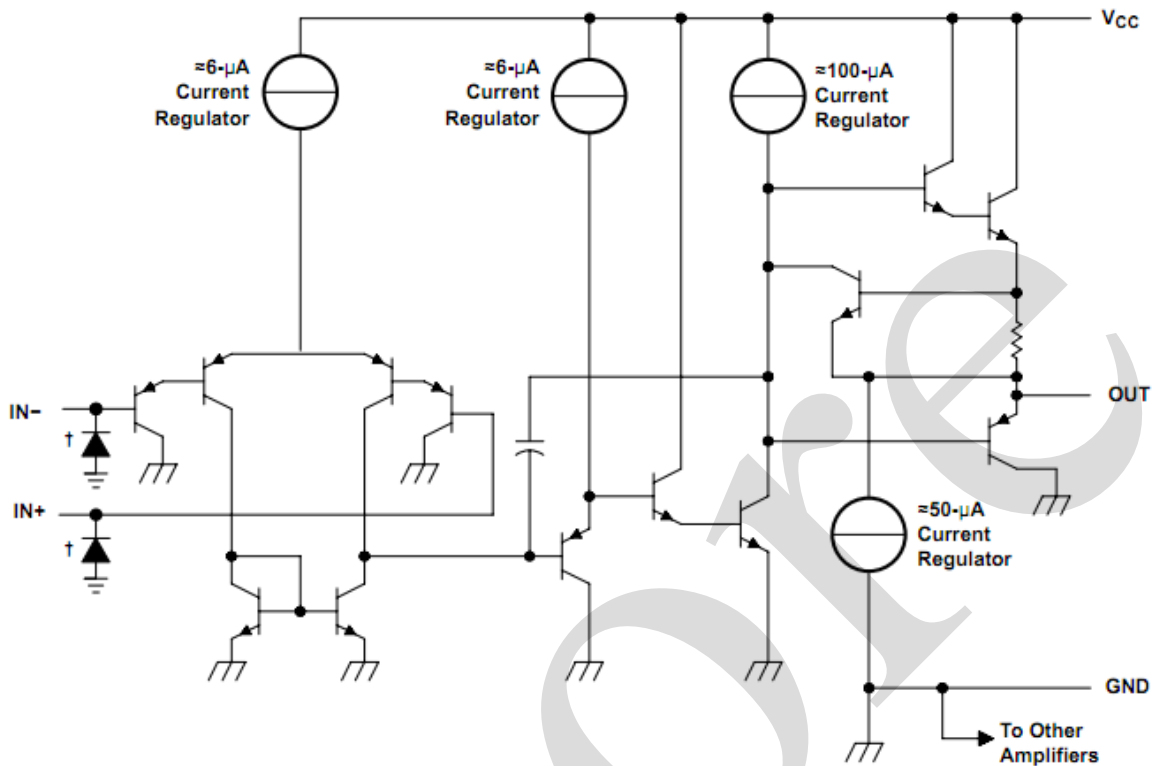 VCC
≈6-µA
Current
Regulator
≈6-µA
Current
Regulator
≈100-µA
Current
Regulator
IN−
†
IN+
†
OUT
≈50-µA
Current
Regulator
GND
To Other
Amplifiers
ore